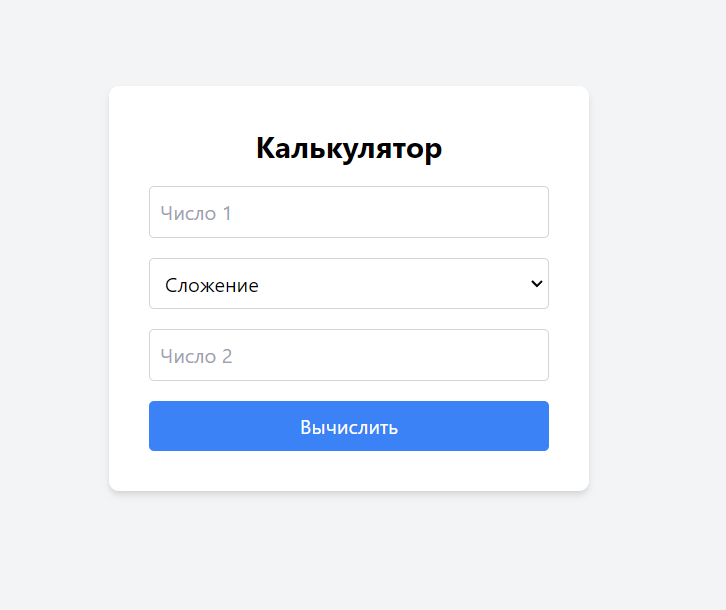 Калькулятор
Число 1
Сложение
Число 2
Вычислить